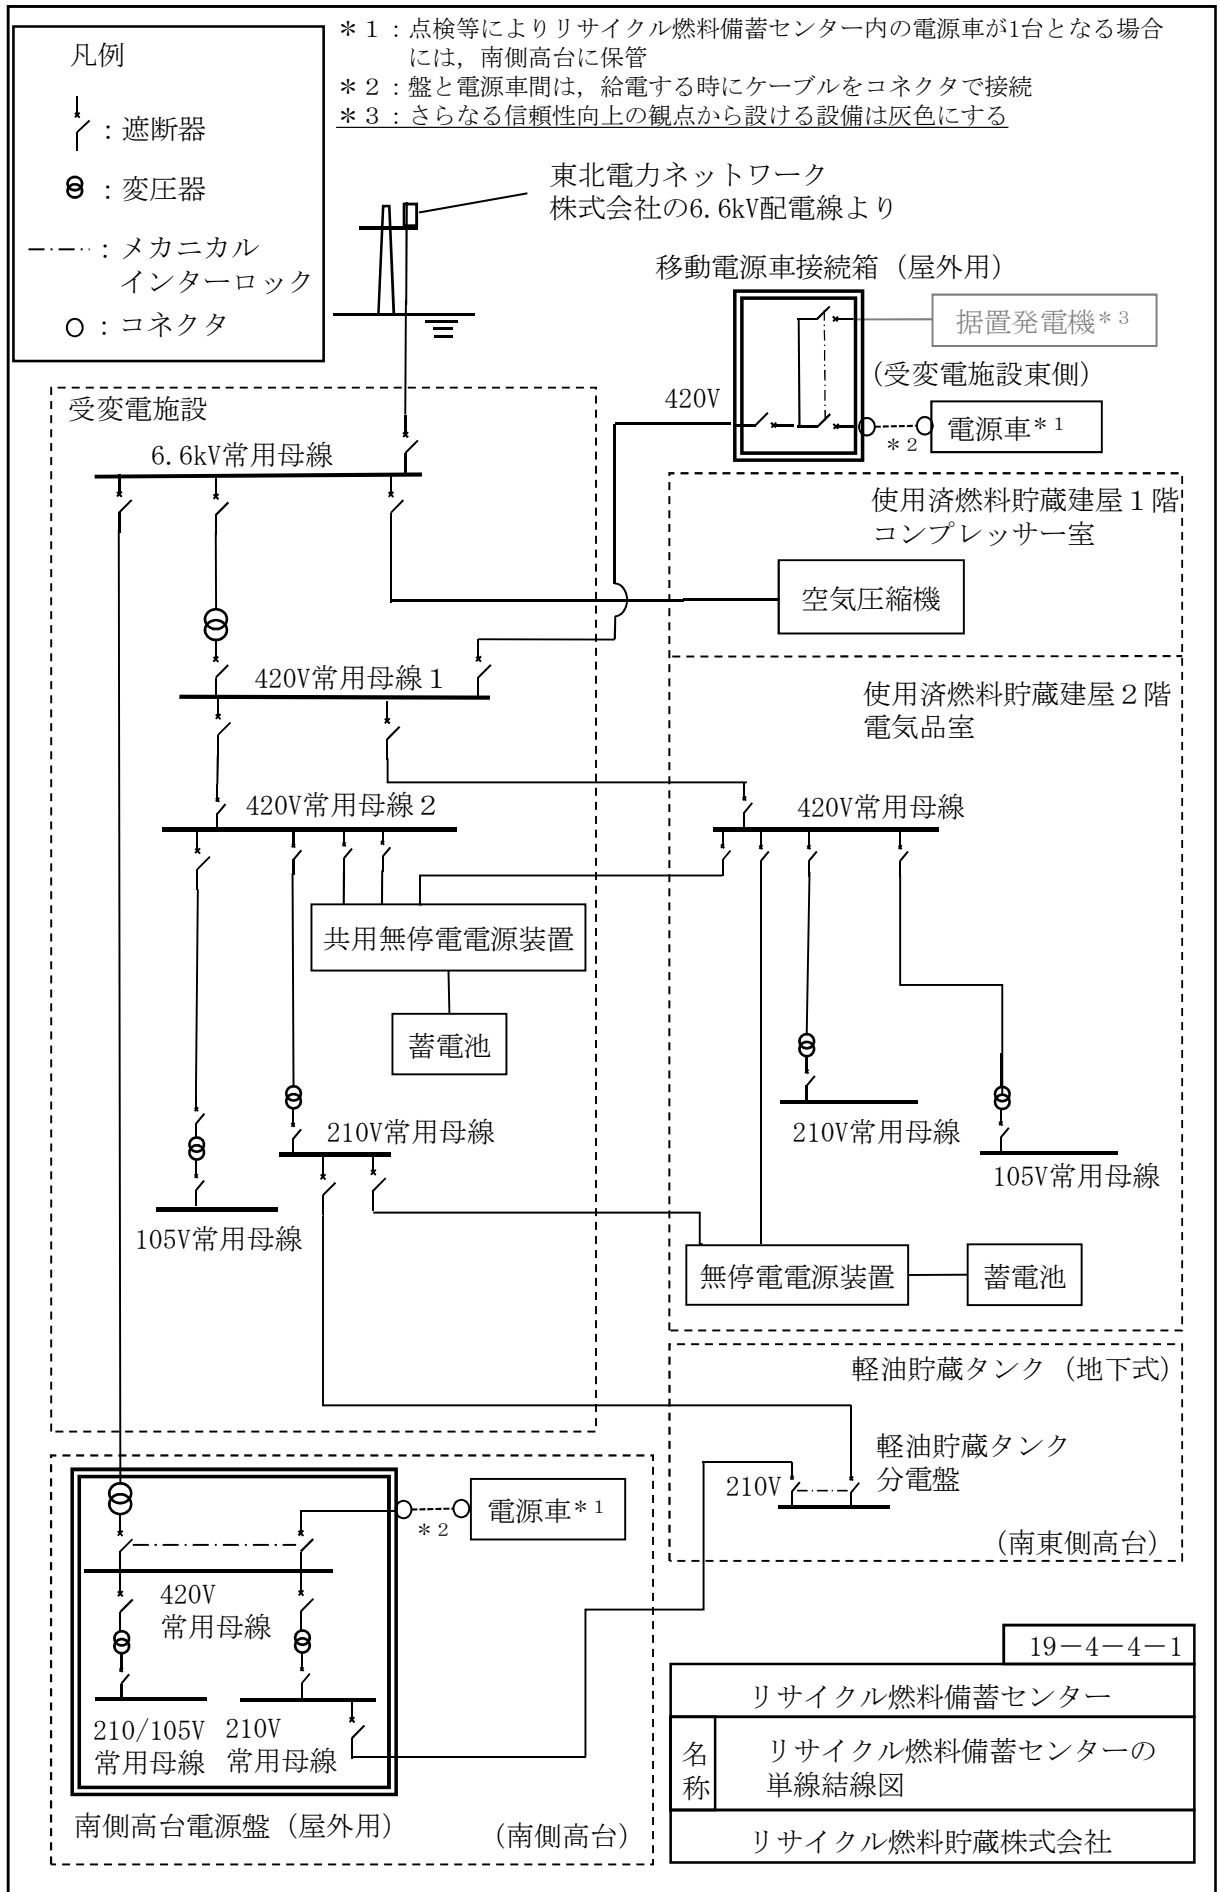 ＊１：点検等によりリサイクル燃料備蓄センター内の電源車が1台となる場合
には，南側高台に保管
＊２：盤と電源車間は，給電する時にケーブルをコネクタで接続
＊３：さらなる信頼性向上の観点から設ける設備は灰色にする
凡例
：遮断器
：変圧器
：メカニカル
インターロック
：コネクタ
東北電力ネットワーク
株式会社の6.6kV配電線より
移動電源車接続箱（屋外用）
据置発電機＊３
（受変電施設東側）
420V
電源車＊１
＊２
受変電施設
6.6kV常用母線
使用済燃料貯蔵建屋１階
コンプレッサー室
空気圧縮機
420V常用母線１
使用済燃料貯蔵建屋２階
電気品室
420V常用母線２
420V常用母線
共用無停電電源装置
蓄電池
210V常用母線
210V常用母線
105V常用母線
105V常用母線
無停電電源装置
蓄電池
軽油貯蔵タンク（地下式）
軽油貯蔵タンク
分電盤
210V
（南東側高台）
電源車＊１
＊２
420V
常用母線
210/105V
常用母線
210V
常用母線
南側高台電源盤（屋外用）
（南側高台）
19－4－4－1
リサイクル燃料備蓄センター
名称
リサイクル燃料備蓄センターの
単線結線図
リサイクル燃料貯蔵株式会社